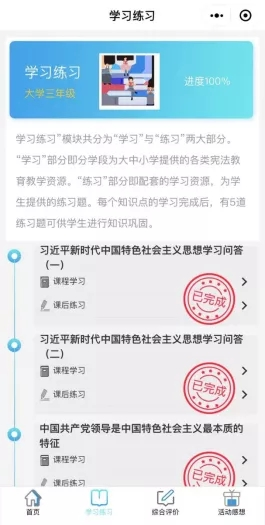 学习练习
学习练习
大学三年级
进度100%
学习练习”模块共分为“学习”与“练习”两大部分。
“学习”部分即分学段为大中小学提供的各类宪法教
育教学资源。“练习”部分即配套的学习资源，为学
生提供的练习题。每个知识点的学习完成后，有5道
练习题可供学生进行知识巩固。
习近平新时代中国特色社会主义思想学习问答
（一）
课程学习
课后练习
已完成
习近平新时代中国特色社会主义思想学习问答
（二）
课程学习
课后练习
已完成
中国共产党领导是中国特色社会主义最本质的
特征
课程学习
课后练习
已完成
首页
学习练习
综合评价
活动感想